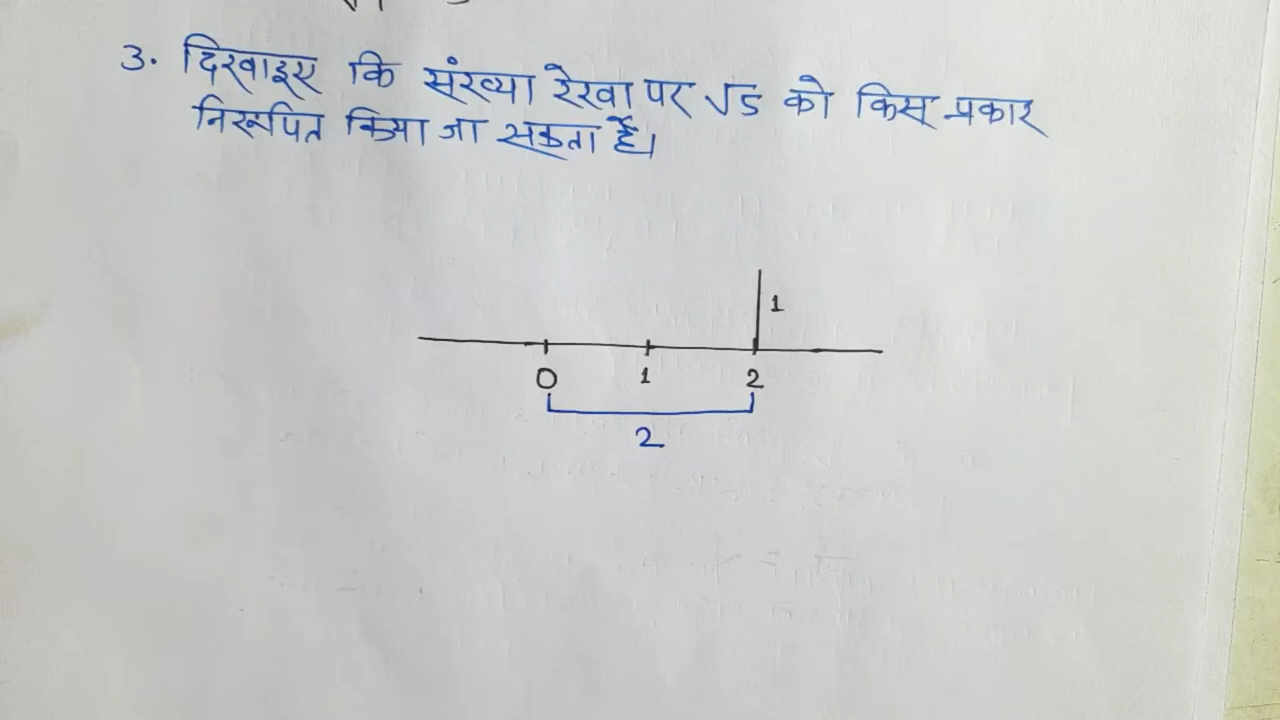 3. दिखाइए कि संख्या रेखा पर √5 को किस प्रकार
निरूपित किया जा सकता है।
1
0 1 2
2